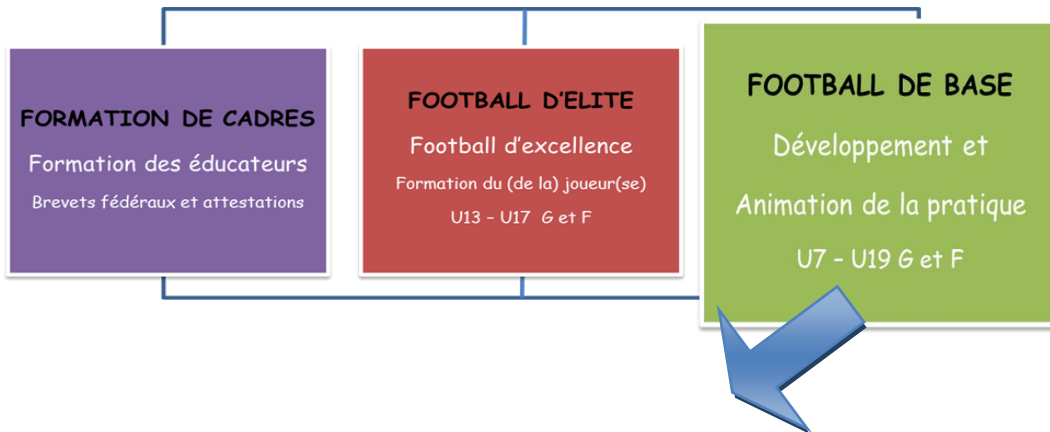 FORMATION DE CADRES
Formation des éducateurs
Brevets fédéraux et attestations
FOOTBALL D'ELITE
Football d'excellence
Formation du (de la) joueur(se)
U13 – U17 G et F
FOOTBALL DE BASE
Développement et
Animation de la pratique
U7 – U19 G et F